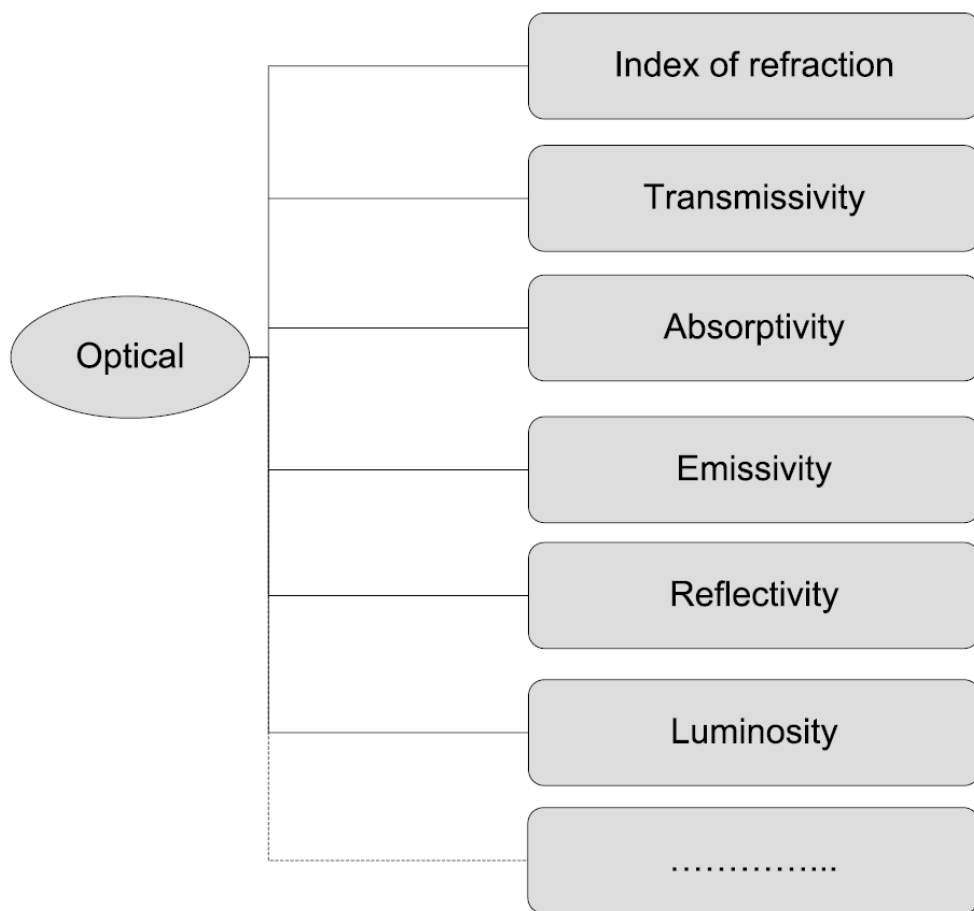 Index of refraction
Transmissivity
Absorptivity
Optical
Emissivity
Reflectivity
Luminosity
……………..